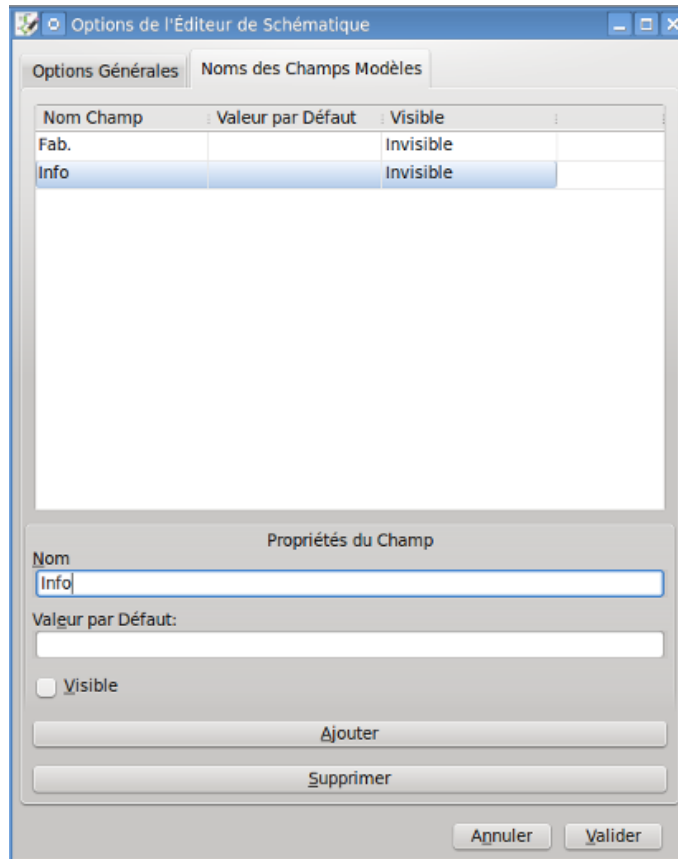 Options de l'Éditeur de Schématique
Options Générales Noms des Champs Modèles
Nom Champ Valeur par Défaut Visible
Fab. Invisible
Info Invisible
Propriétés du Champ
Nom
Info
Valeur par Défaut:
Visible
Ajouter
Supprimer
Annuler Valider